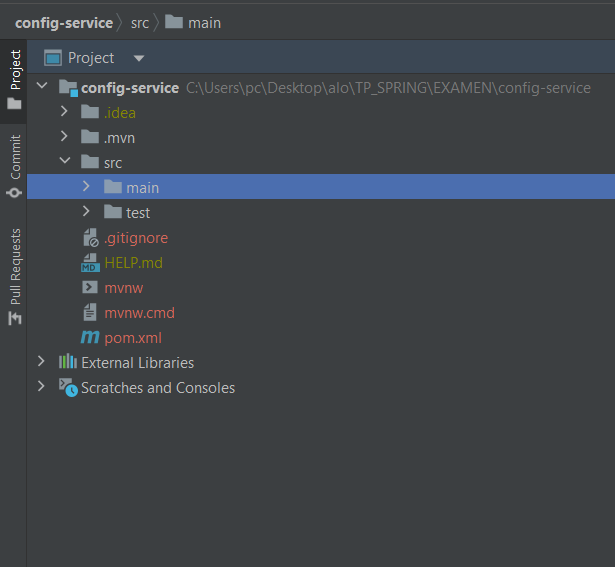 config-service src main
Project
Project
Commit
Pull Requests
config-service C:\Users\pc\Desktop\alo\TP_SPRING\EXAMEN\config-service
.idea
.mvn
src
main
test
.gitignore
MD HELP.md
mvnw
mvnw.cmd
m pom.xml
External Libraries
Scratches and Consoles